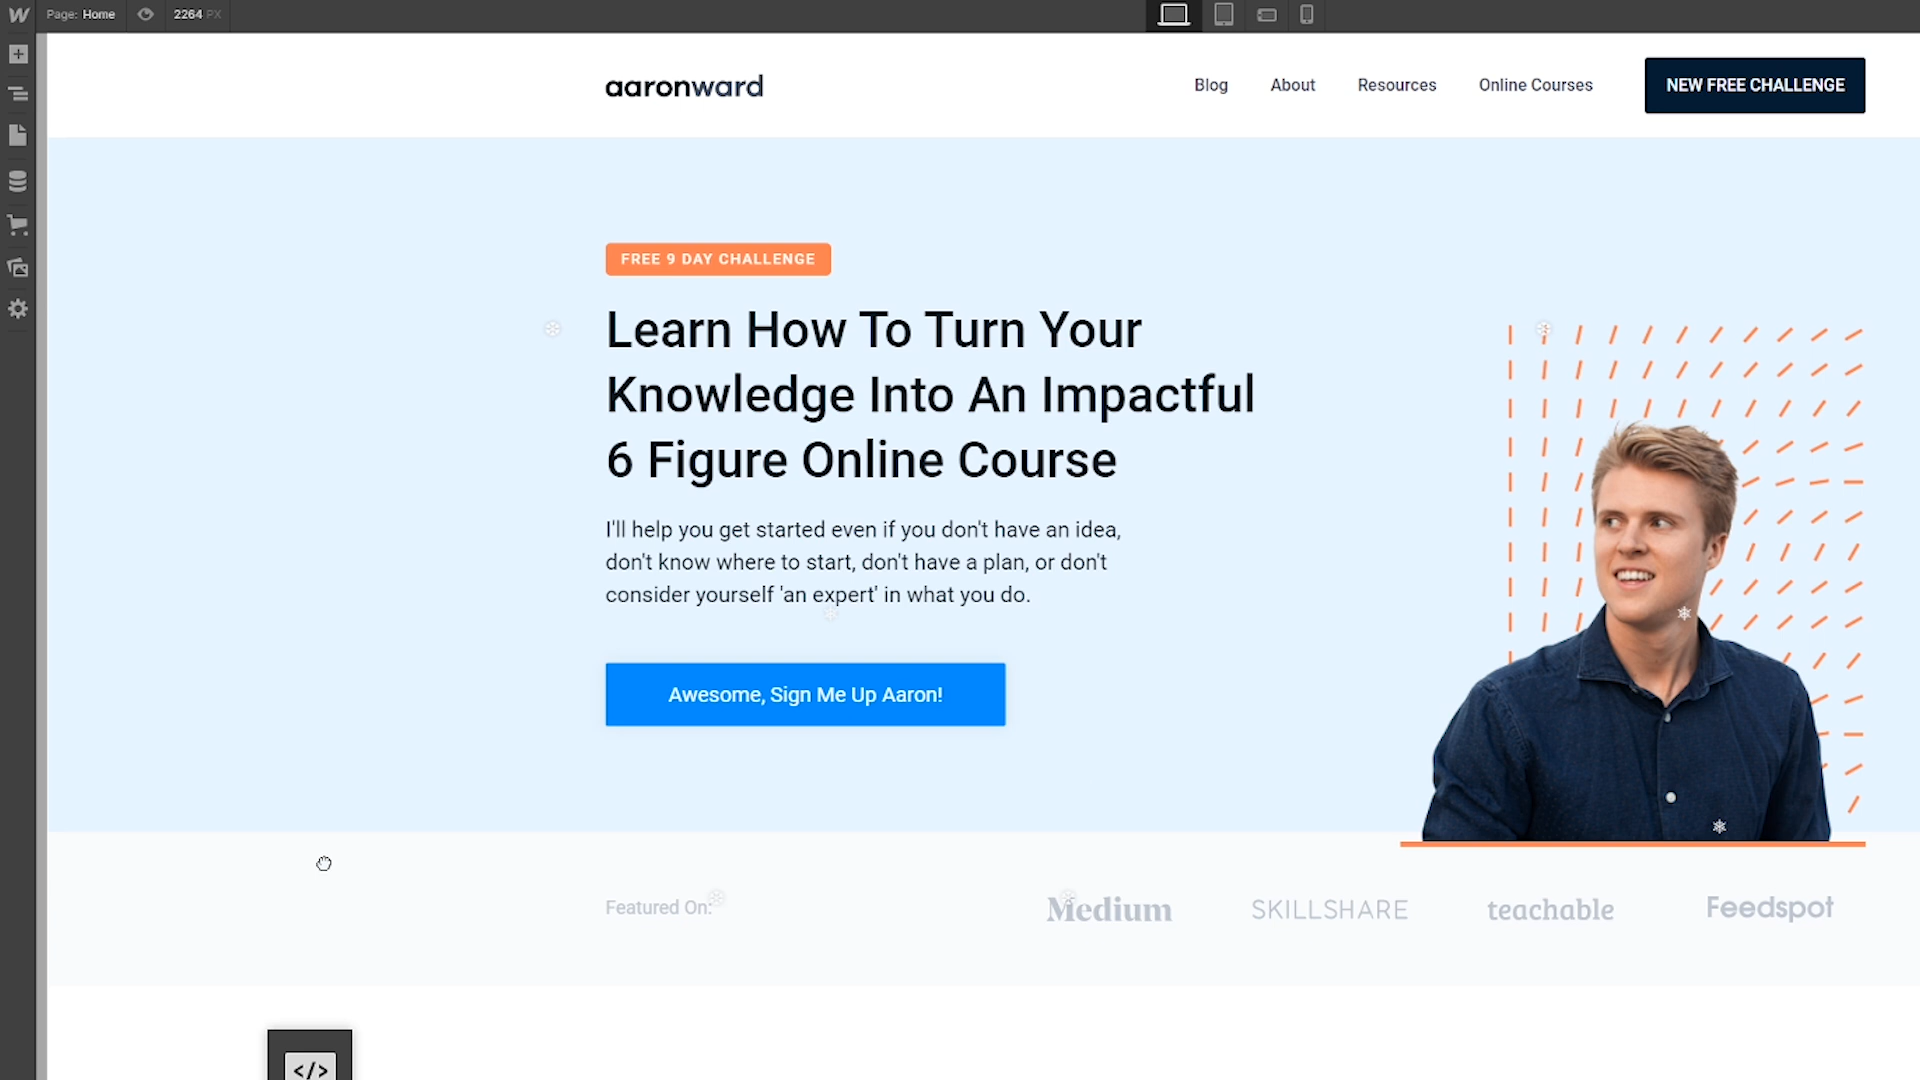 Page: Home
2264 PX
aaronward
Blog
About
Resources
Online Courses
NEW FREE CHALLENGE
FREE 9 DAY CHALLENGE
Learn How To Turn Your
Knowledge Into An Impactful
6 Figure Online Course
I'll help you get started even if you don't have an idea,
don't know where to start, don't have a plan, or don't
consider yourself 'an expert' in what you do.
Awesome, Sign Me Up Aaron!
Featured On:
Medium
SKILLSHARE
teachable
Feedspot
</>